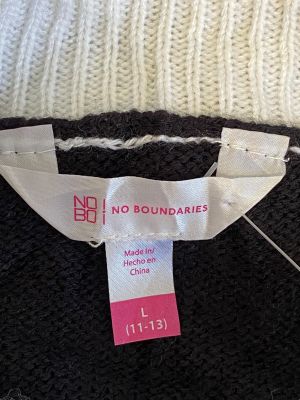 NO
BO
NO BOUNDARIES
Made in/
Hecho en
China
L
(11-13)